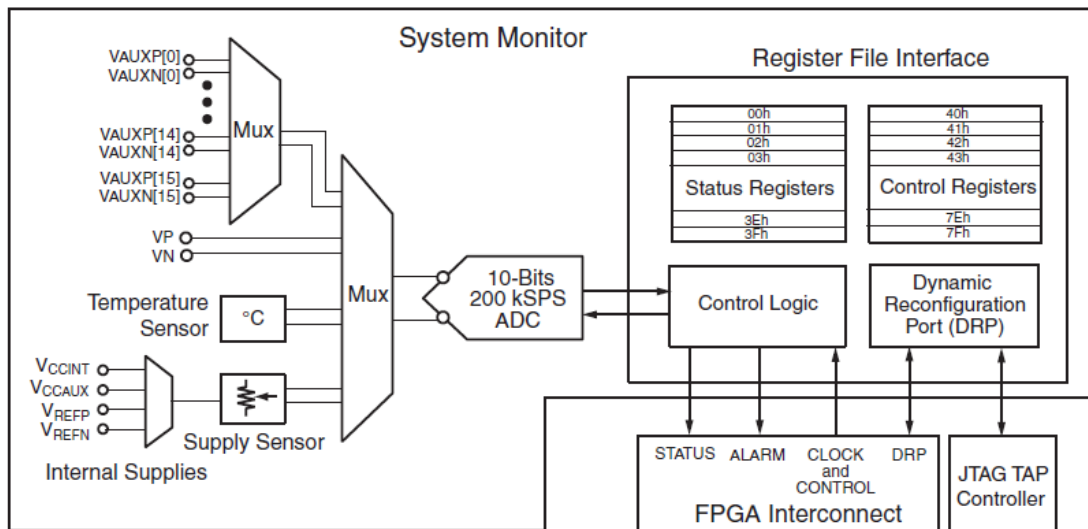 System Monitor
VAUXP[0]
VAUXN[0]
VAUXP[14]
VAUXN[14]
VAUXP[15]
VAUXN[15]
Mux
VP
VN
Temperature
Sensor
°C
VCCINT
VCCAUX
VREFP
VREFN
Supply Sensor
Internal Supplies
Mux
10-Bits
200 kSPS
ADC
Register File Interface
00h
01h
02h
03h
Status Registers
3Eh
3Fh
40h
41h
42h
43h
Control Registers
7Eh
7Fh
Control Logic
Dynamic
Reconfiguration
Port (DRP)
STATUS
ALARM
CLOCK
and
CONTROL
DRP
FPGA Interconnect
JTAG TAP
Controller